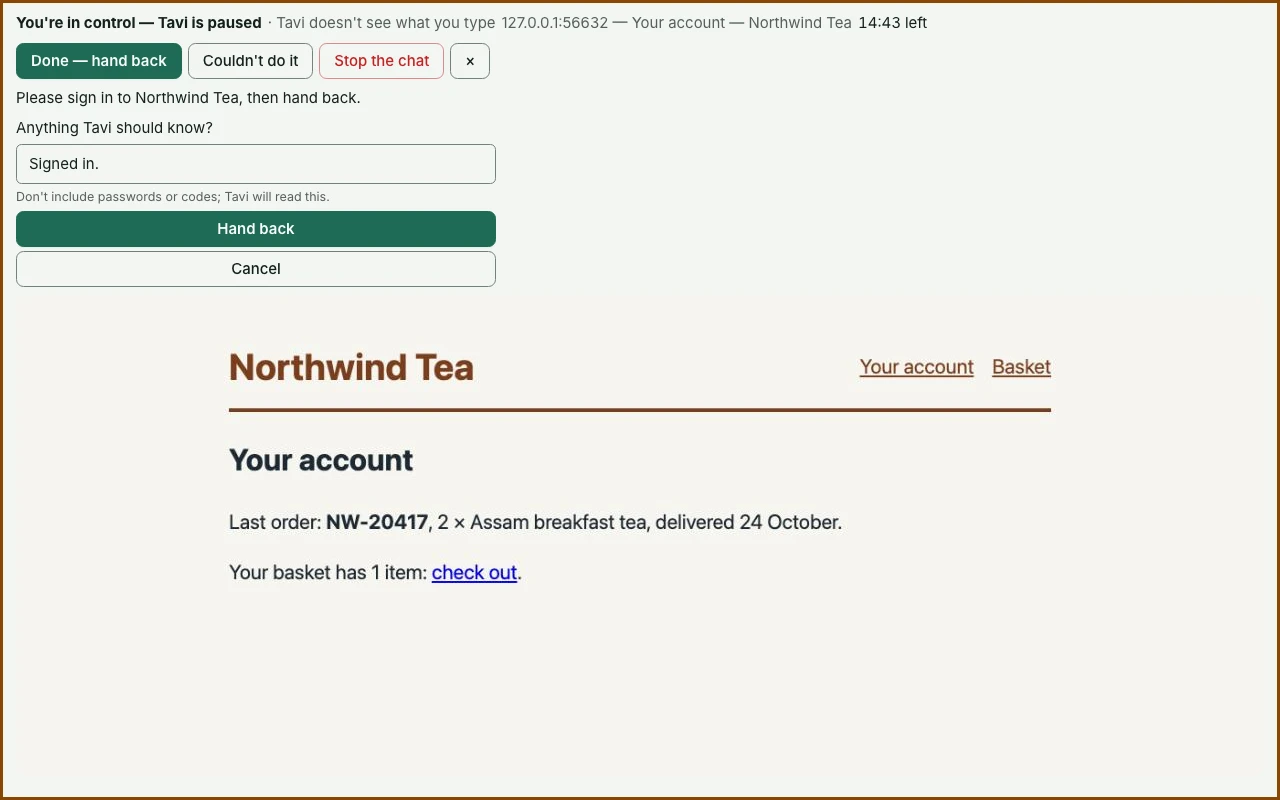 You're in control — Tavi is paused · Tavi doesn't see what you type 127.0.0.1:56632 — Your account — Northwind Tea 14:43 left
Done — hand back Couldn't do it Stop the chat ×
Please sign in to Northwind Tea, then hand back.
Anything Tavi should know?
Signed in.
Don't include passwords or codes; Tavi will read this.
Hand back
Cancel
Northwind Tea Your account Basket
Your account
Last order: NW-20417, 2 × Assam breakfast tea, delivered 24 October.
Your basket has 1 item: check out.